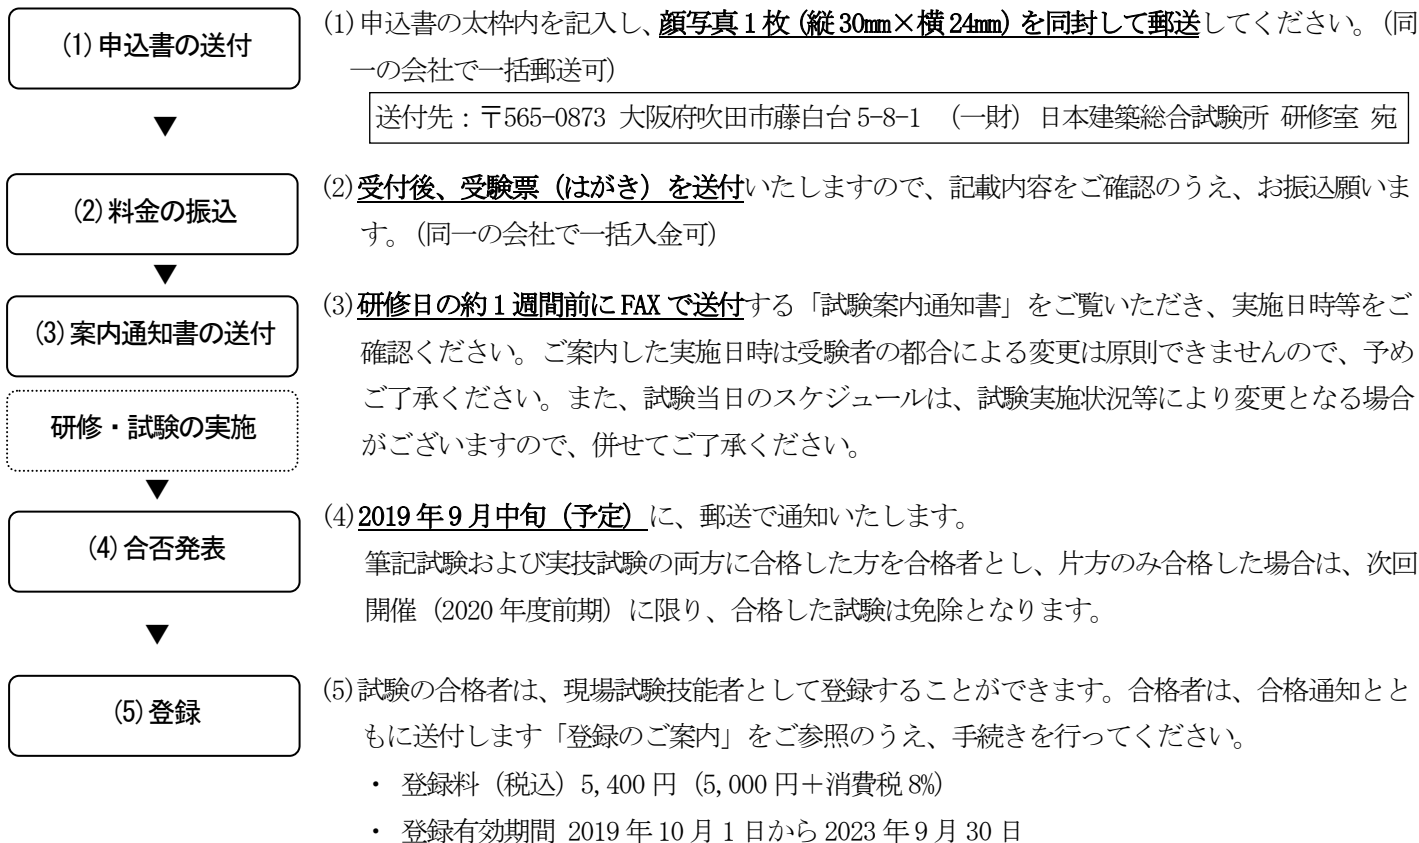 (1)申込書の送付
(1)申込書の太枠内を記入し、顔写真1枚(縦30㎜×横24㎜)を同封して郵送してください。(同
一の会社で一括郵送可)
送付先：〒565-0873 大阪府吹田市藤白台5-8-1 （一財）日本建築総合試験所 研修室 宛
▼
(2)料金の振込
(2)受付後、受験票（はがき）を送付いたしますので、記載内容をご確認のうえ、お振込願いま
す。(同一の会社で一括入金可)
▼
(3)案内通知書の送付
(3)研修日の約1週間前にFAXで送付する「試験案内通知書」をご覧いただき、実施日時等をご
確認ください。ご案内した実施日時は受験者の都合による変更は原則できませんので、予め
ご了承ください。また、試験当日のスケジュールは、試験実施状況等により変更となる場合
がございますので、併せてご了承ください。
研修・試験の実施
▼
(4)合否発表
(4)2019年9月中旬（予定）に、郵送で通知いたします。
筆記試験および実技試験の両方に合格した方を合格者とし、片方のみ合格した場合は、次回
開催（2020年度前期）に限り、合格した試験は免除となります。
▼
(5)登録
(5)試験の合格者は、現場試験技能者として登録することができます。合格者は、合格通知とと
もに送付します「登録のご案内」をご参照のうえ、手続きを行ってください。
・ 登録料（税込）5,400円（5,000円＋消費税8%）
・ 登録有効期間 2019年10月1日から2023年9月30日